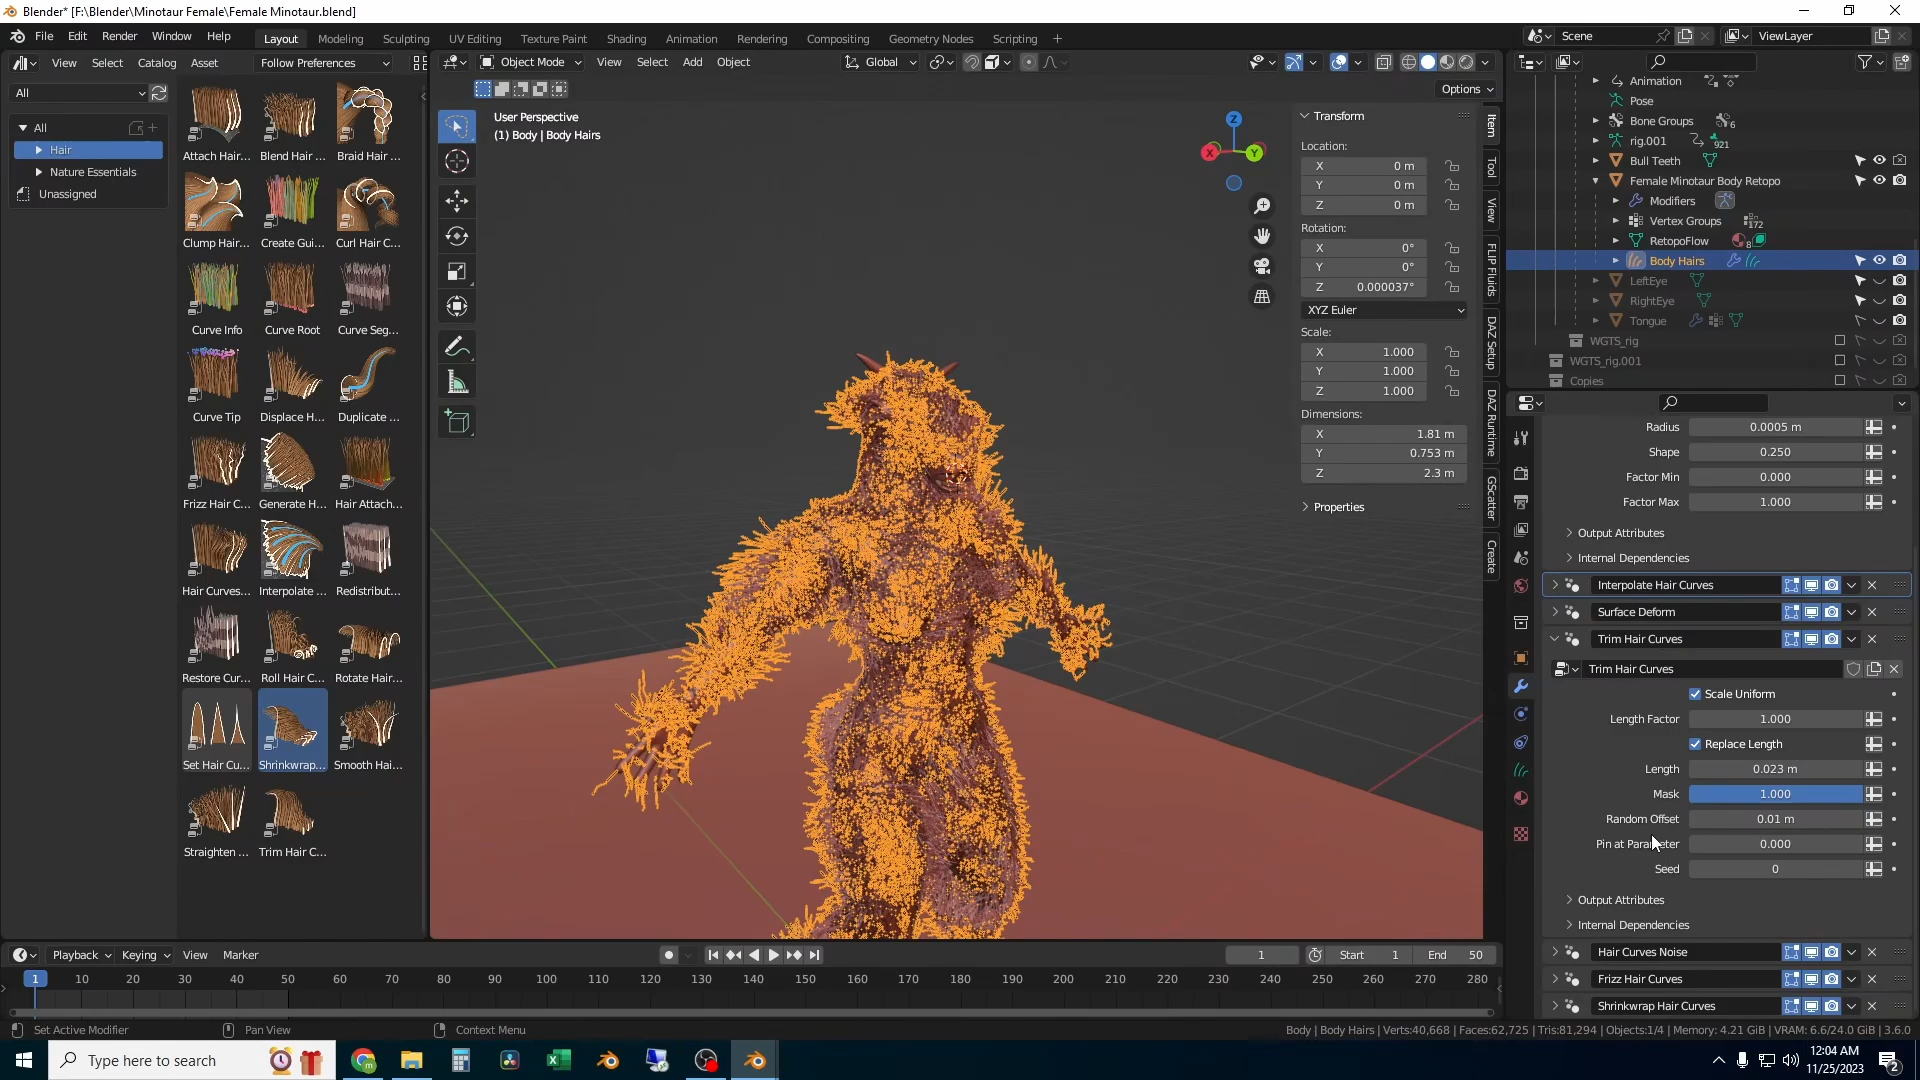 Blender* [F:\Blender\Minotaur Female\Female Minotaur.blend]
File Edit Render Window Help
Layout Modeling Sculpting UV Editing Texture Paint Shading Animation Rendering Compositing Geometry Nodes Scripting +
Scene
ViewLayer
View Select Catalog Asset
Follow Preferences
All
All
Hair
Nature Essentials
Unassigned
Attach Hair... Blend Hair ... Braid Hair ...
Clump Hair... Create Gui... Curl Hair C...
Curve Info Curve Root Curve Seg...
Curve Tip Displace H... Duplicate ...
Frizz Hair C... Generate H... Hair Attach...
Hair Curves... Interpolate ... Redistribut...
Restore Cur... Roll Hair C... Rotate Hair...
Set Hair Cu... Shrinkwrap... Smooth Hai...
Straighten ... Trim Hair C...
Object Mode View Select Add Object
Global
Options
User Perspective
(1) Body | Body Hairs
Z
X
Y
Transform
Location:
X 0 m
Y 0 m
Z 0 m
Rotation:
X 0°
Y 0°
Z 0.000037°
XYZ Euler
Scale:
X 1.000
Y 1.000
Z 1.000
Dimensions:
X 1.81 m
Y 0.753 m
Z 2.3 m
Properties
Item
Tool
View
FLIP Fluids
DAZ Setup
DAZ Runtime
GScatter
Create
Animation
Pose
Bone Groups 6
rig.001 921
Bull Teeth
Female Minotaur Body Retopo
Modifiers
Vertex Groups 172
RetopoFlow 8
Body Hairs
LeftEye
RightEye
Tongue
WGTS_rig
WGTS_rig.001
Copies
Radius 0.0005 m
Shape 0.250
Factor Min 0.000
Factor Max 1.000
Output Attributes
Internal Dependencies
Interpolate Hair Curves
Surface Deform
Trim Hair Curves
Trim Hair Curves
Scale Uniform
Length Factor 1.000
Replace Length
Length 0.023 m
Mask 1.000
Random Offset 0.01 m
Pin at Parameter 0.000
Seed 0
Output Attributes
Internal Dependencies
Hair Curves Noise
Frizz Hair Curves
Shrinkwrap Hair Curves
Playback Keying View Marker
1 Start 1 End 50
1 10 20 30 40 50 60 70 80 90 100 110 120 130 140 150 160 170 180 190 200 210 220 230 240 250 260 270 280
Set Active Modifier Pan View Context Menu
Body | Body Hairs | Verts:40,668 | Faces:62,725 | Tris:81,294 | Objects:1/4 | Memory: 4.21 GiB | VRAM: 6.6/24.0 GiB | 3.6.0
Type here to search
12:04 AM
11/25/2023
2